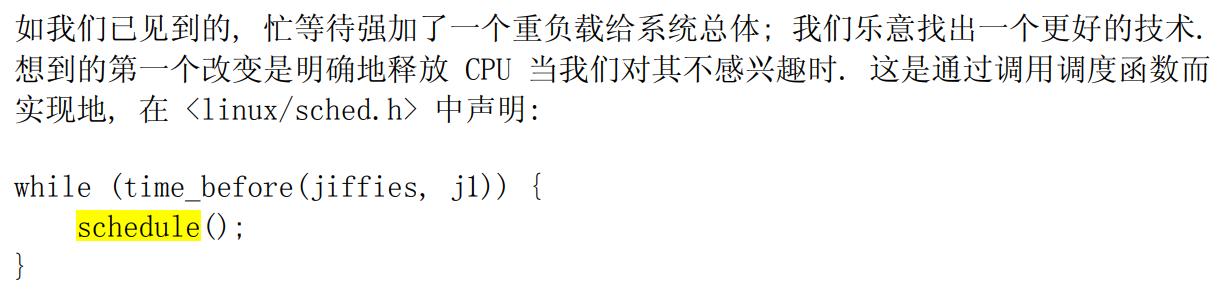 如我们已见到的, 忙等待强加了一个重负载给系统总体; 我们乐意找出一个更好的技术.
想到的第一个改变是明确地释放 CPU 当我们对其不感兴趣时. 这是通过调用调度函数而
实现地, 在 <linux/sched.h> 中声明:
while (time_before(jiffies, j1)) {
    schedule();
}